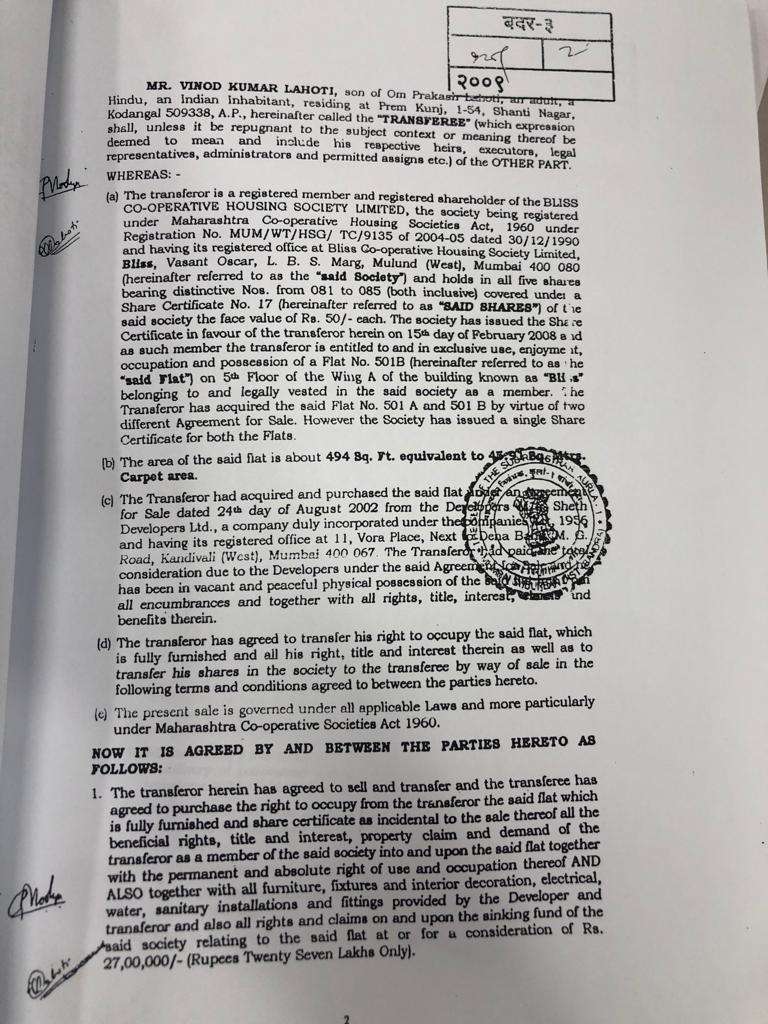 बदर-३
२
२००९
MR. VINOD KUMAR LAHOTI, son of Om Prakash Lahoti, an adult, a
Hindu, an Indian Inhabitant, residing at Prem Kunj, 1-54, Shanti Nagar,
Kodangal 509338, A.P., hereinafter called the "TRANSFEREE" (which expression
shall, unless it be repugnant to the subject context or meaning thereof be
deemed to mean and include his respective heirs, executors, legal
representatives, administrators and permitted assigns etc.) of the OTHER PART.
WHEREAS: -
(a) The transferor is a registered member and registered shareholder of the BLISS
CO-OPERATIVE HOUSING SOCIETY LIMITED, the society being registered
under Maharashtra Co-operative Housing Societies Act, 1960 under
Registration No. MUM/WT/HSG/ TC/9135 of 2004-05 dated 30/12/1990
and having its registered office at Bliss Co-operative Housing Society Limited,
Bliss, Vasant Oscar, L. B. S. Marg, Mulund (West), Mumbai 400 080
(hereinafter referred to as the "said Society") and holds in all five shares
bearing distinctive Nos. from 081 to 085 (both inclusive) covered under a
Share Certificate No. 17 (hereinafter referred to as "SAID SHARES") of the
said society the face value of Rs. 50/- each. The society has issued the Share
Certificate in favour of the transferor herein on 15th day of February 2008 and
as such member the transferor is entitled to and in exclusive use, enjoyment,
occupation and possession of a Flat No. 501B (hereinafter referred to as the
"said Flat") on 5th Floor of the Wing A of the building known as "Bliss"
belonging to and legally vested in the said society as a member. The
Transferor has acquired the said Flat No. 501 A and 501 B by virtue of two
different Agreement for Sale. However the Society has issued a single Share
Certificate for both the Flats.
(b) The area of the said flat is about 494 Sq. Ft. equivalent to Sq. Mtrs.
Carpet area.
(c) The Transferor had acquired and purchased the said flat under an agreement
for Sale dated 24th day of August 2002 from the Developers M/s Sheth
Developers Ltd., a company duly incorporated under the Companies Act, 1956
and having its registered office at 11, Vora Place, Next to Dena Bank, M. G.
Road, Kandivali (West), Mumbai 400 067. The Transferor had paid the total
consideration due to the Developers under the said Agreement for Sale and he
has been in vacant and peaceful physical possession of the said
all encumbrances and together with all rights, title, interest, and
benefits therein.
(d) The transferor has agreed to transfer his right to occupy the said flat, which
is fully furnished and all his right, title and interest therein as well as to
transfer his shares in the society to the transferee by way of sale in the
following terms and conditions agreed to between the parties hereto.
(e) The present sale is governed under all applicable Laws and more particularly
under Maharashtra Co-operative Societies Act 1960.
NOW IT IS AGREED BY AND BETWEEN THE PARTIES HERETO AS
FOLLOWS:
1. The transferor herein has agreed to sell and transfer and the transferee has
agreed to purchase the right to occupy from the transferor the said flat which
is fully furnished and share certificate as incidental to the sale thereof all the
beneficial rights, title and interest, property claim and demand of the
transferor as a member of the said society into and upon the said flat together
with the permanent and absolute right of use and occupation thereof AND
ALSO together with all furniture, fixtures and interior decoration, electrical,
water, sanitary installations and fittings provided by the Developer and
transferor and also all rights and claims on and upon the sinking fund of the
said society relating to the said flat at or for a consideration of Rs.
27,00,000/- (Rupees Twenty Seven Lakhs Only).
2